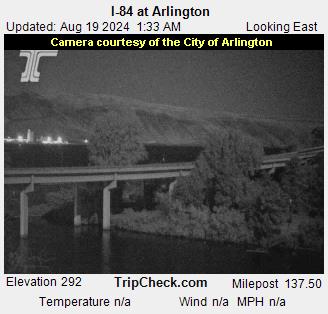 I-84 at Arlington
Updated: Aug 19 2024 1:33 AM Looking East
Camera courtesy of the City of Arlington
Elevation 292 TripCheck.com Milepost 137.50
Temperature n/a Wind n/a MPH n/a